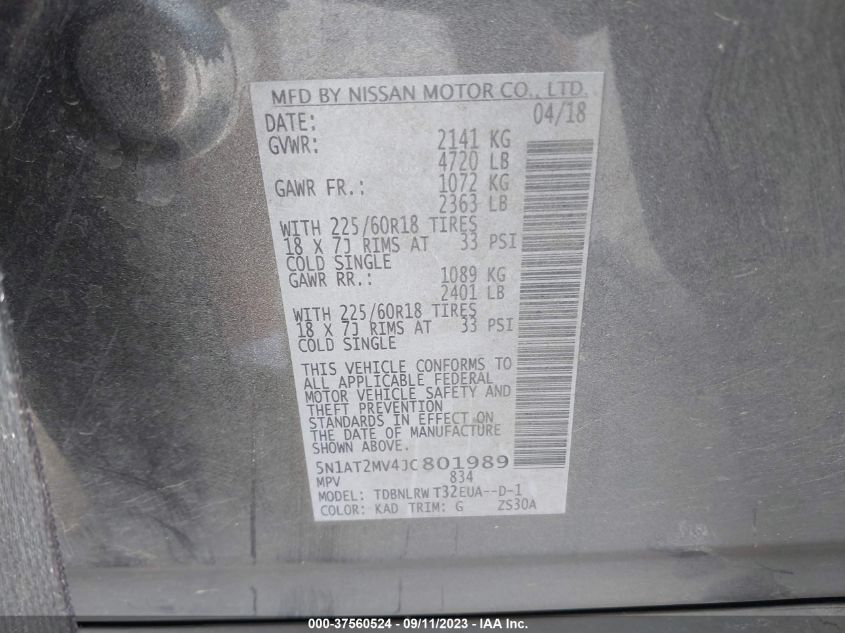 MFD BY NISSAN MOTOR CO., LTD.
DATE: 04/18
GVWR: 2141 KG
4720 LB
GAWR FR.: 1072 KG
2363 LB
WITH 225/60R18 TIRES
18 X 7J RIMS AT 33 PSI
COLD SINGLE
GAWR RR.: 1089 KG
2401 LB
WITH 225/60R18 TIRES
18 X 7J RIMS AT 33 PSI
COLD SINGLE
THIS VEHICLE CONFORMS TO
ALL APPLICABLE FEDERAL
MOTOR VEHICLE SAFETY AND
THEFT PREVENTION
STANDARDS IN EFFECT ON
THE DATE OF MANUFACTURE
SHOWN ABOVE.
5N1AT2MV4JC801989
MPV 834
MODEL: TDBNLRW T32EUA--D-1
COLOR: KAD TRIM: G ZS30A
000-37560524 - 09/11/2023 - IAA Inc.